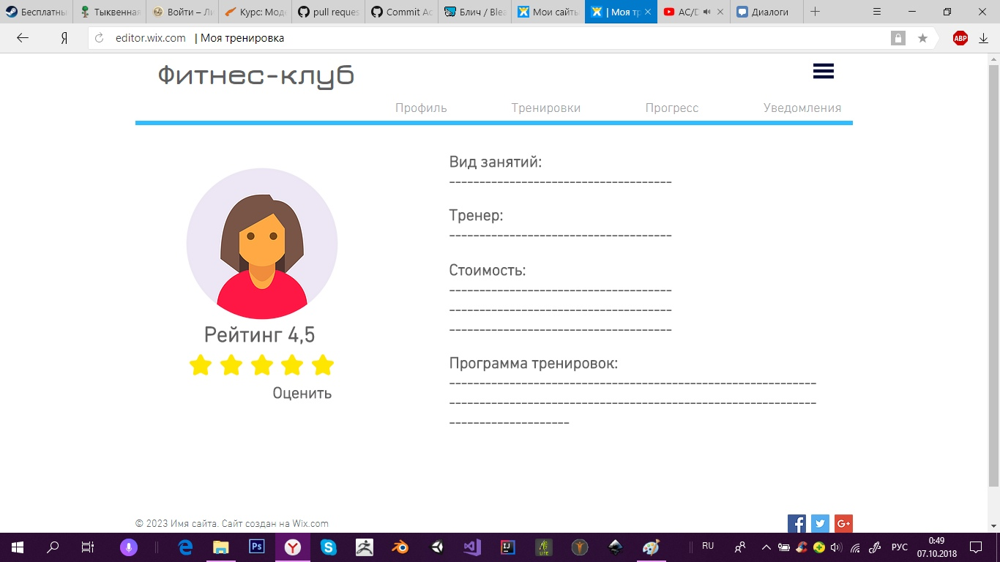 Бесплатны
Тыквенная
Войти – Ли
Курс: Мод
pull reques
Commit Ac
Блич / Blea
Мои сайты
| Моя тр
AC/D
Диалоги
editor.wix.com | Моя тренировка
ABP
Фитнес-клуб
Профиль Тренировки Прогресс Уведомления
Вид занятий:
-------------------------------------
Тренер:
-------------------------------------
Стоимость:
-------------------------------------
-------------------------------------
-------------------------------------
Рейтинг 4,5
Оценить
Программа тренировок:
-------------------------------------------------------------
-------------------------------------------------------------
--------------------
© 2023 Имя сайта. Сайт создан на Wix.com
RU
РУС
0:49
07.10.2018